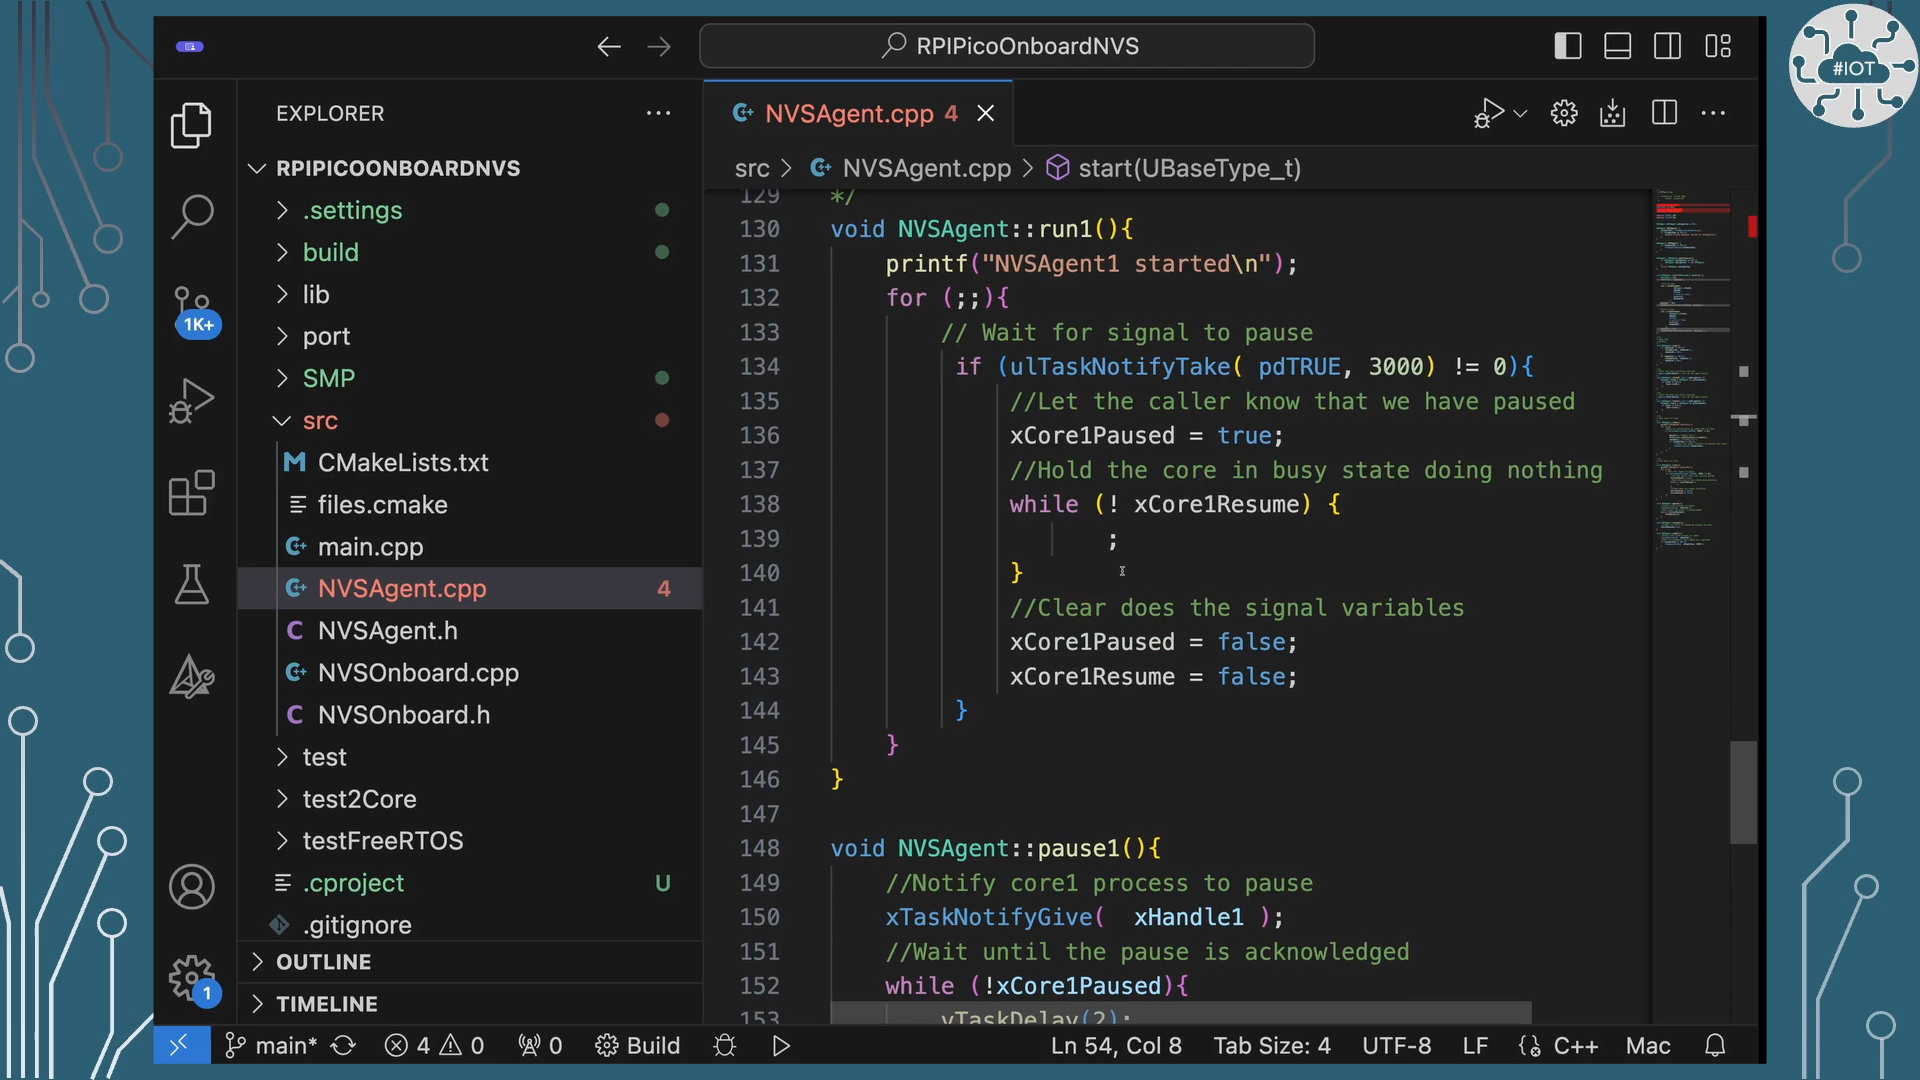 RPIPicoOnboardNVS
#IOT
EXPLORER
NVSAgent.cpp 4
RPIPICOONBOARDNVS
src > NVSAgent.cpp > start(UBaseType_t)
.settings
build
lib
port
SMP
src
CMakeLists.txt
files.cmake
main.cpp
NVSAgent.cpp 4
NVSAgent.h
NVSOnboard.cpp
NVSOnboard.h
test
test2Core
testFreeRTOS
.cproject U
.gitignore
OUTLINE
TIMELINE
1K+
1
129 */
130 void NVSAgent::run1(){
131 printf("NVSAgent1 started\n");
132 for (;;){
133 // Wait for signal to pause
134 if (ulTaskNotifyTake( pdTRUE, 3000) != 0){
135 //Let the caller know that we have paused
136 xCore1Paused = true;
137 //Hold the core in busy state doing nothing
138 while (! xCore1Resume) {
139 ;
140 }
141 //Clear does the signal variables
142 xCore1Paused = false;
143 xCore1Resume = false;
144 }
145 }
146 }
147
148 void NVSAgent::pause1(){
149 //Notify core1 process to pause
150 xTaskNotifyGive( xHandle1 );
151 //Wait until the pause is acknowledged
152 while (!xCore1Paused){
153 vTaskDelay(2);
main* 4 0 0 Build Ln 54, Col 8 Tab Size: 4 UTF-8 LF C++ Mac